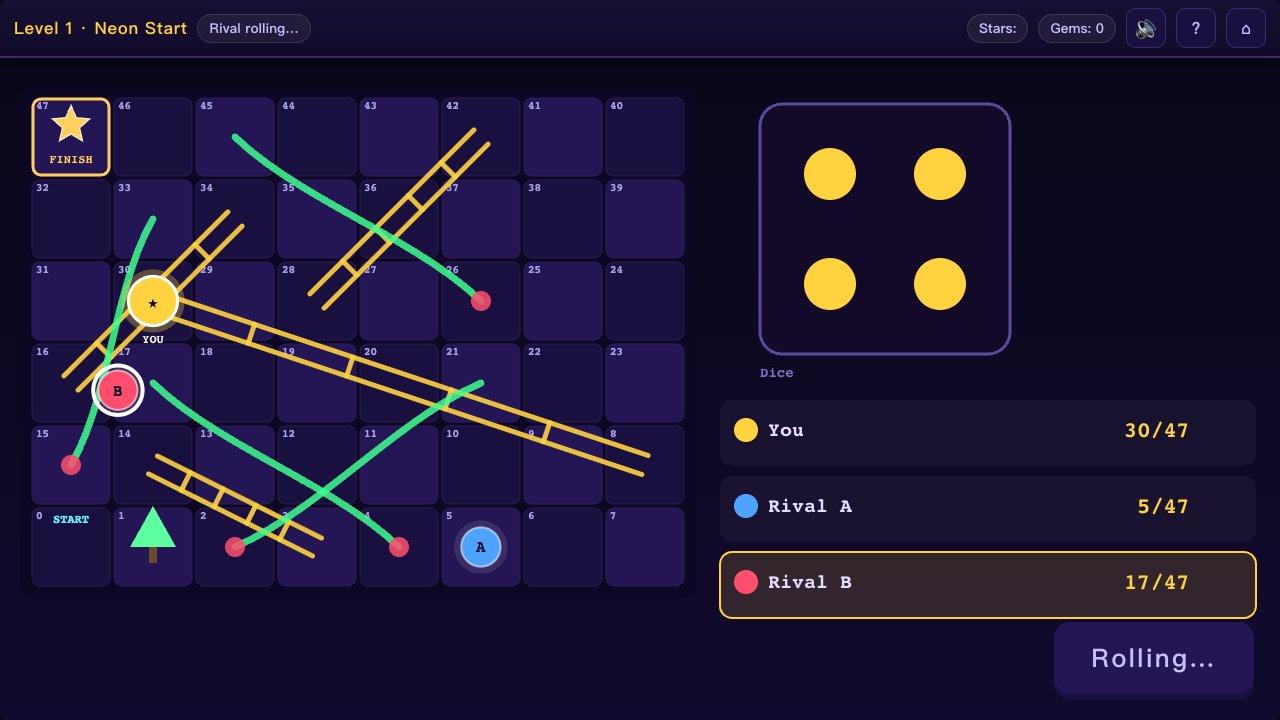 Level 1 · Neon Start
Rival rolling...
Stars:
Gems: 0
?
47 46 45 44 43 42 41 40
FINISH
32 33 34 35 36 37 38 39
31 30 29 28 27 26 25 24
YOU
16 17 18 19 20 21 22 23
B
15 14 13 12 11 10 9 8
0 START 1 2 3 4 5 6 7
A
Dice
You 30/47
Rival A 5/47
Rival B 17/47
Rolling...